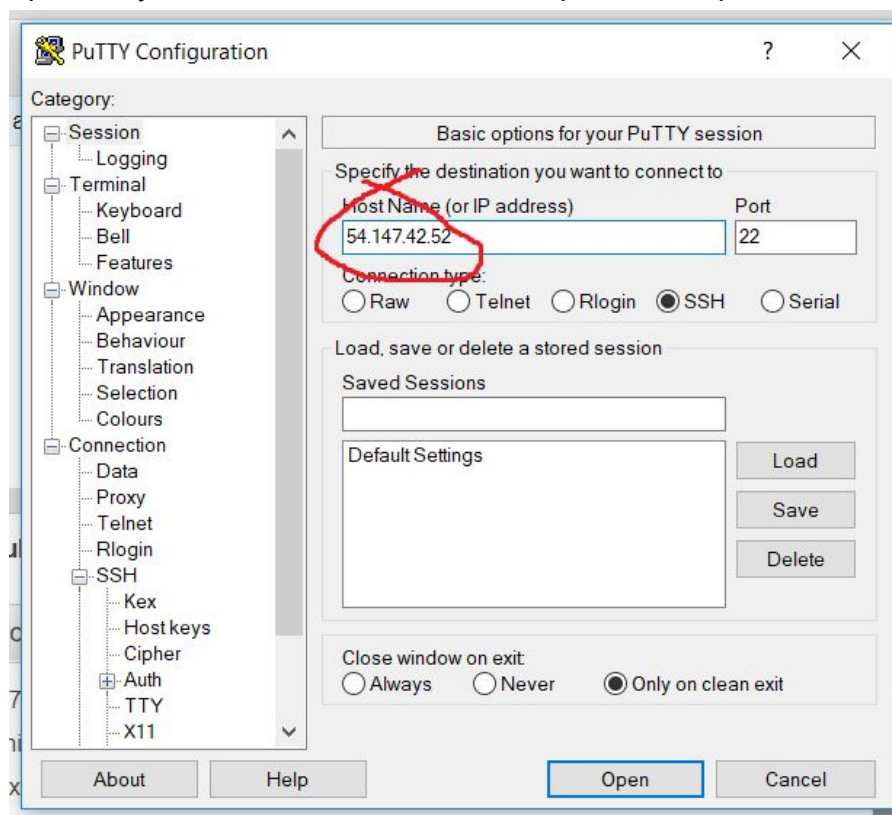 PuTTY Configuration
?
Category:
Session
Logging
Terminal
Keyboard
Bell
Features
Window
Appearance
Behaviour
Translation
Selection
Colours
Connection
Data
Proxy
Telnet
Rlogin
SSH
Kex
Host keys
Cipher
Auth
TTY
X11
Basic options for your PuTTY session
Specify the destination you want to connect to
Host Name (or IP address) Port
54.147.42.52 22
Connection type:
Raw Telnet Rlogin SSH Serial
Load, save or delete a stored session
Saved Sessions
Default Settings
Load
Save
Delete
Close window on exit:
Always Never Only on clean exit
About Help Open Cancel